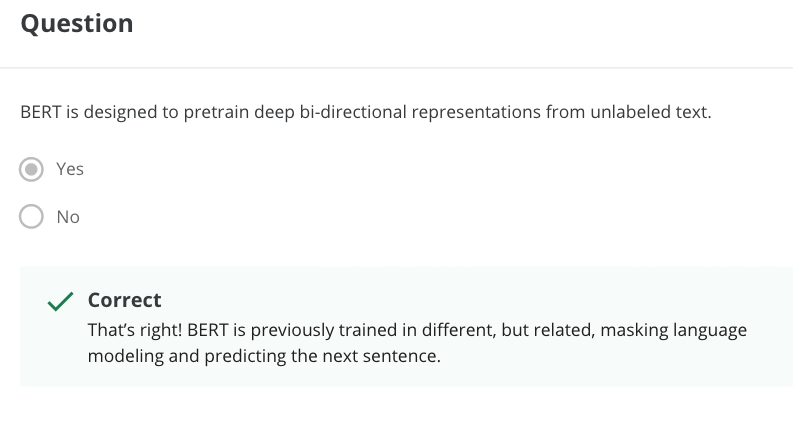 Question
BERT is designed to pretrain deep bi-directional representations from unlabeled text.
Yes
No
Correct
That’s right! BERT is previously trained in different, but related, masking language
modeling and predicting the next sentence.